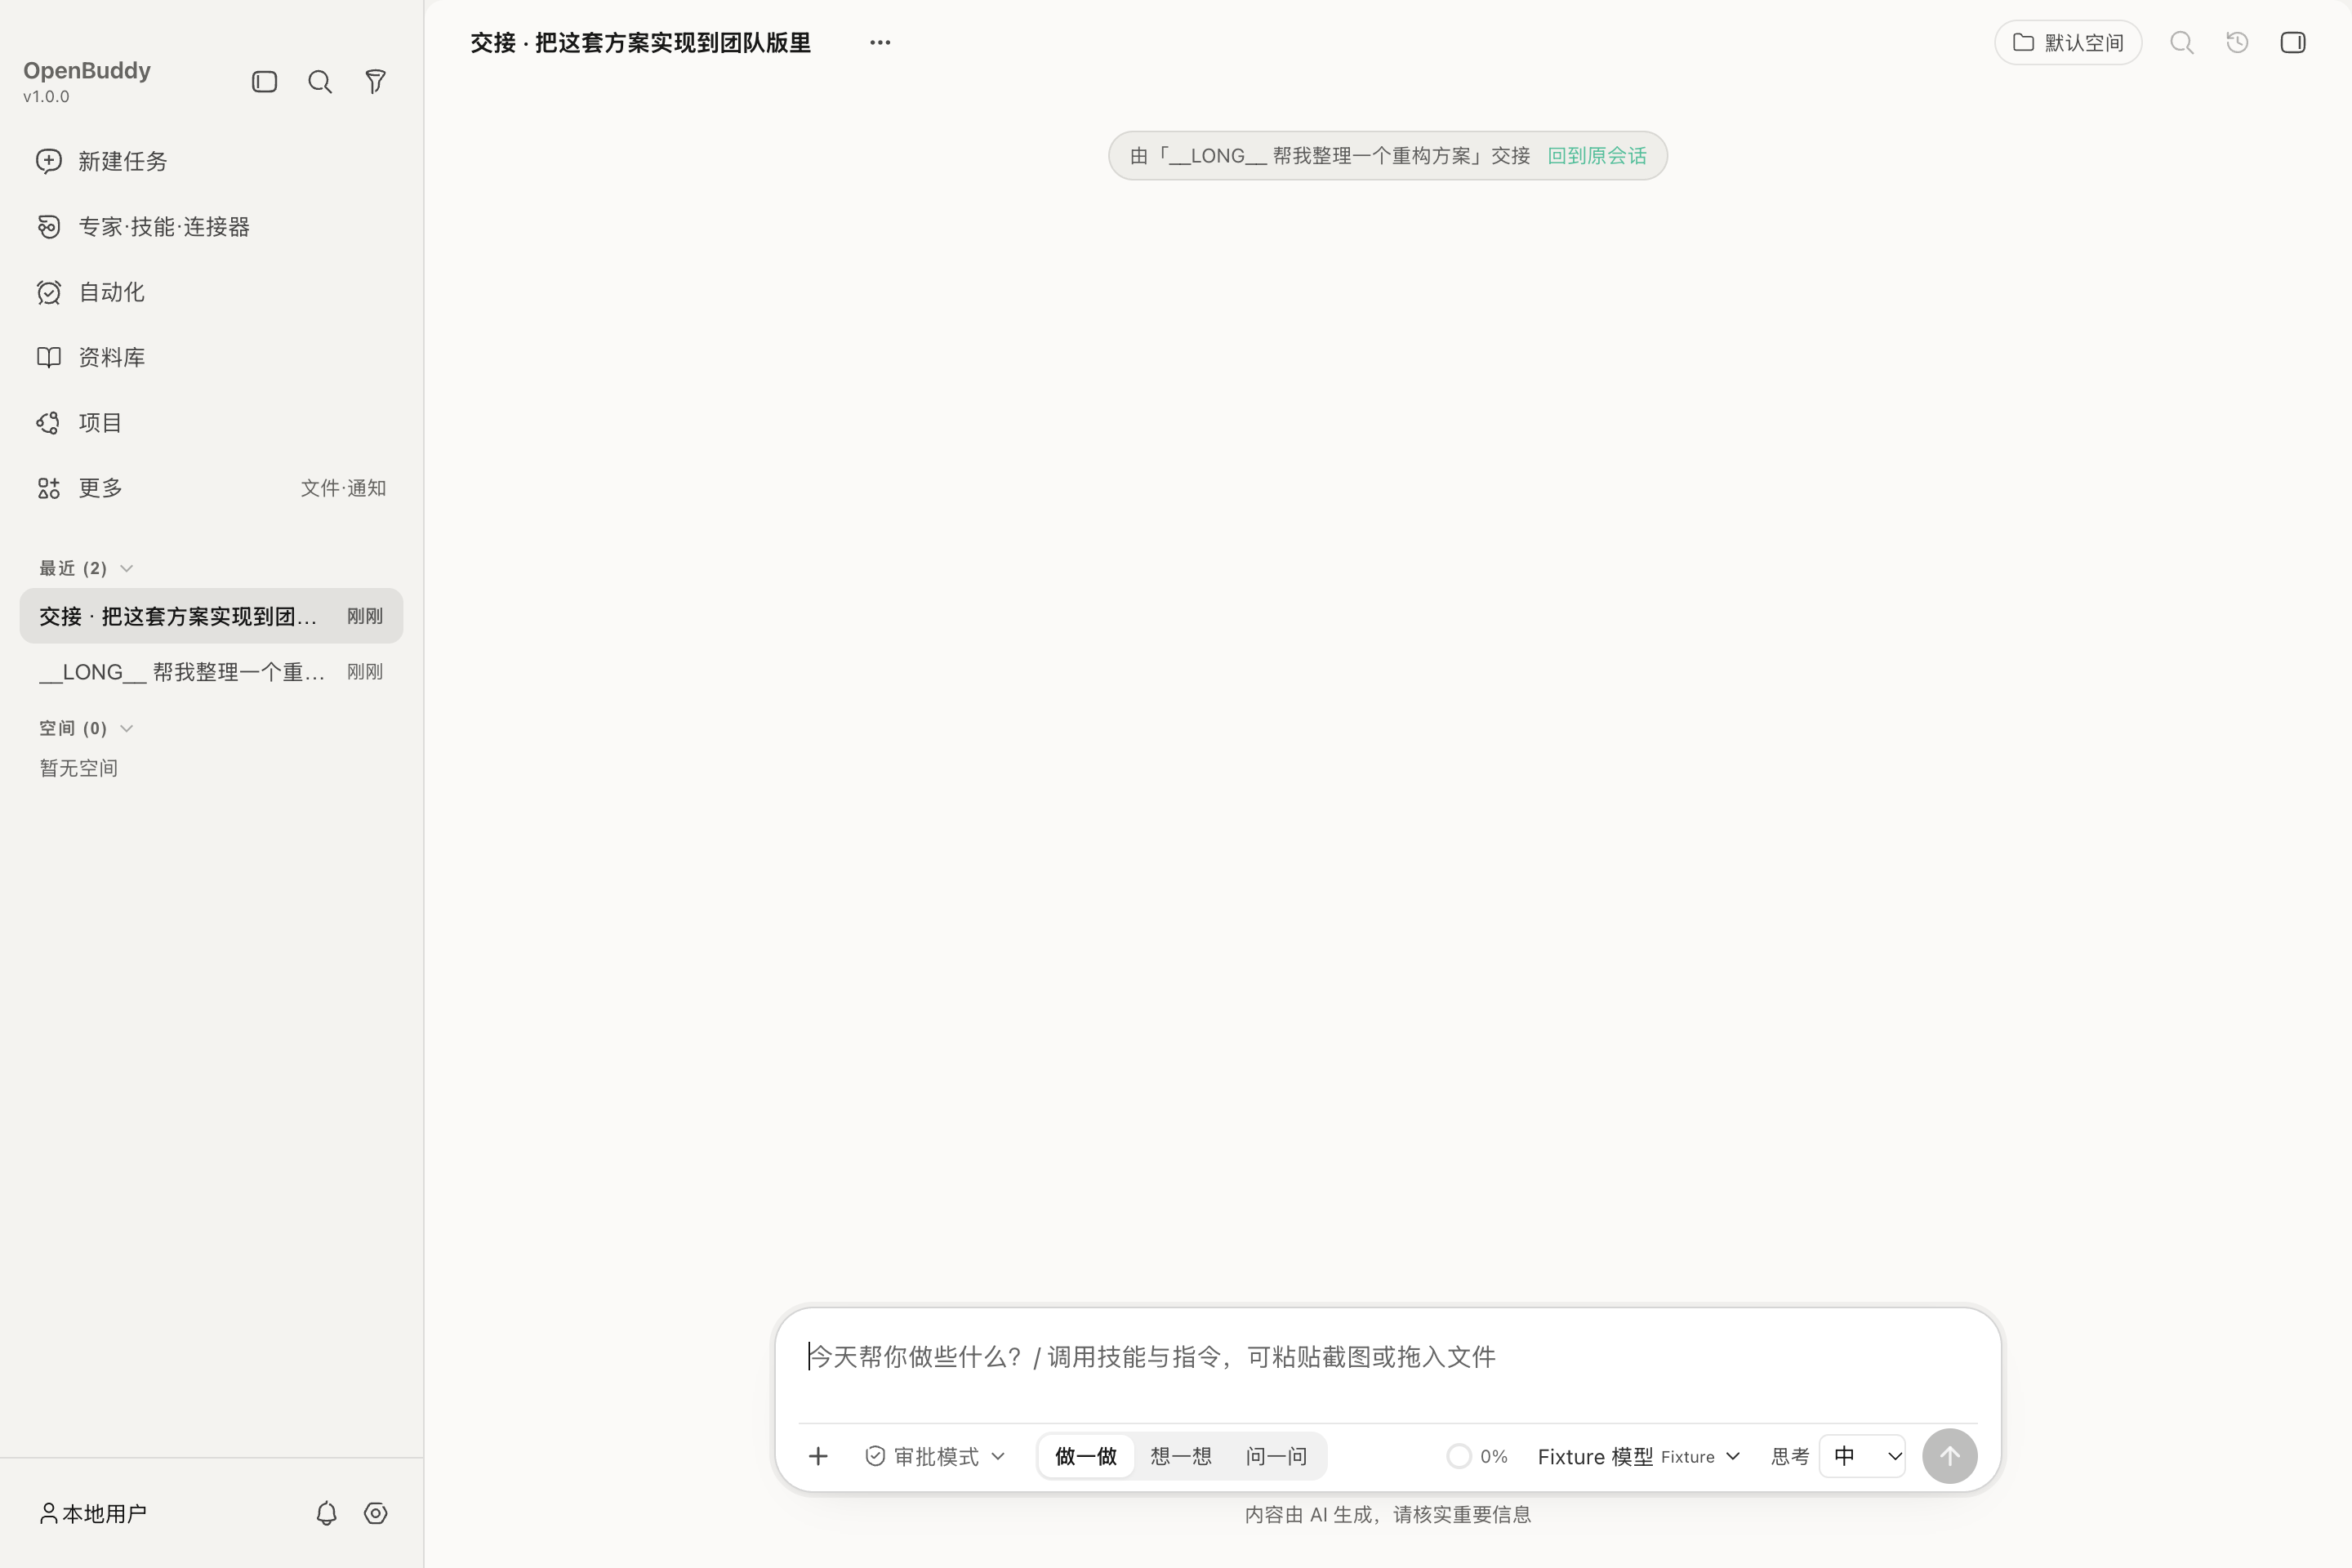 OpenBuddy
v1.0.0
新建任务
专家·技能·连接器
自动化
资料库
项目
更多 文件·通知
最近 (2)
交接 · 把这套方案实现到团... 刚刚
__LONG__ 帮我整理一个重... 刚刚
空间 (0)
暂无空间
本地用户
交接 · 把这套方案实现到团队版里
默认空间
由「__LONG__ 帮我整理一个重构方案」交接 回到原会话
今天帮你做些什么？/ 调用技能与指令，可粘贴截图或拖入文件
审批模式 做一做 想一想 问一问 0% Fixture 模型 Fixture 思考 中
内容由 AI 生成，请核实重要信息